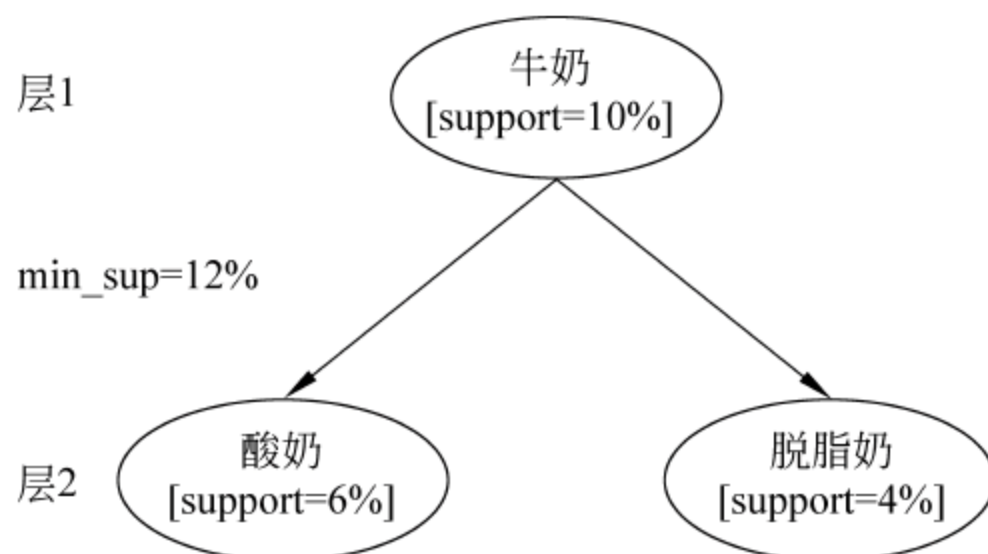 层1
牛奶
[support=10%]
min_sup=12%
层2
酸奶
[support=6%]
脱脂奶
[support=4%]